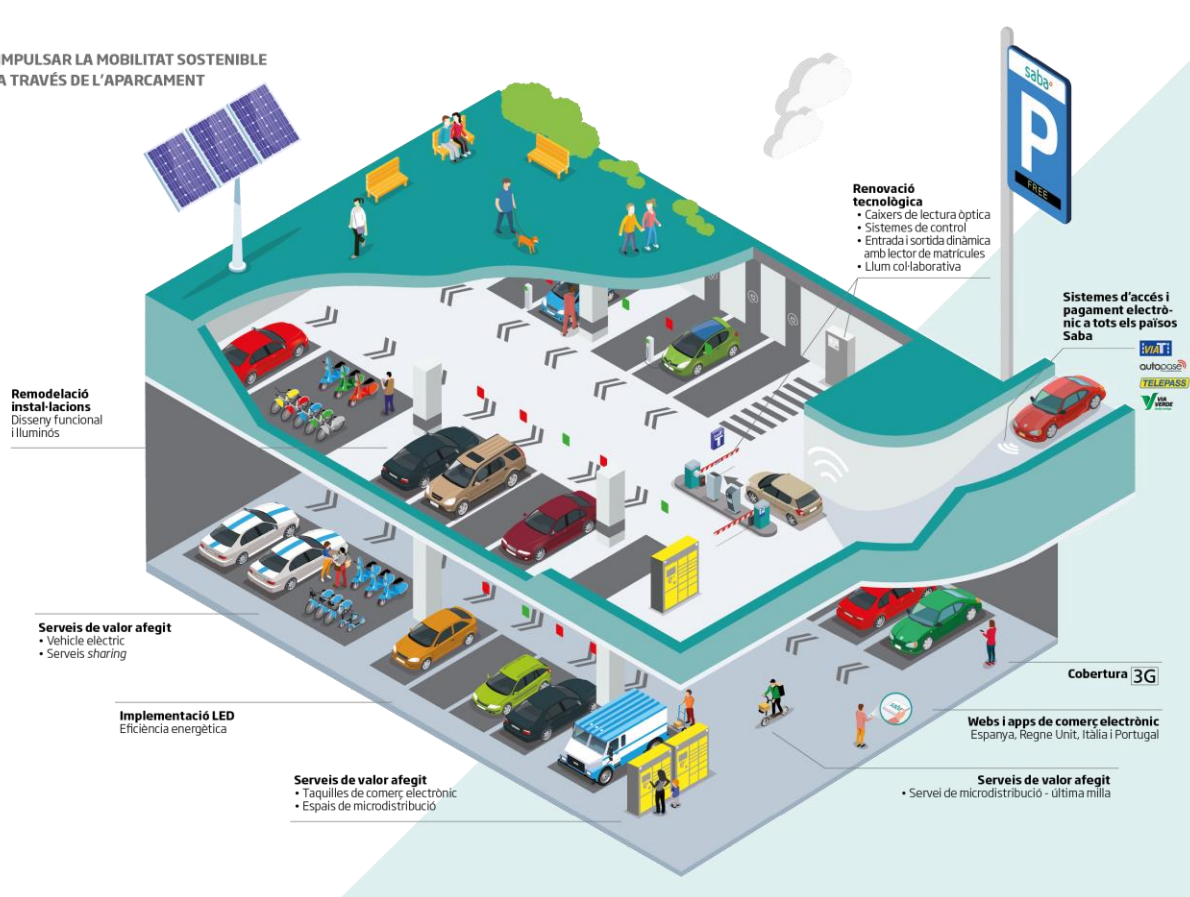 IMPULSAR LA MOBILITAT SOSTENIBLE
A TRAVÉS DE L'APARCAMENT
saba
P
FREE
Renovació
tecnològica
• Caixers de lectura òptica
• Sistemes de control
• Entrada i sortida dinàmica
amb lector de matrícules
• Llum col·laborativa
Sistemes d'accés i
pagament electrò-
nic a tots els països
Saba
VIAT
autopase
TELEPASS
VIA
VERDE
Remodelació
instal·lacions
Disseny funcional
i lluminós
Serveis de valor afegit
• Vehicle elèctric
• Serveis sharing
Implementació LED
Eficiència energètica
Serveis de valor afegit
• Taquilles de comerç electrònic
• Espais de microdistribució
Cobertura 3G
saba
Webs i apps de comerç electrònic
Espanya, Regne Unit, Itàlia i Portugal
Serveis de valor afegit
• Servei de microdistribució - última milla